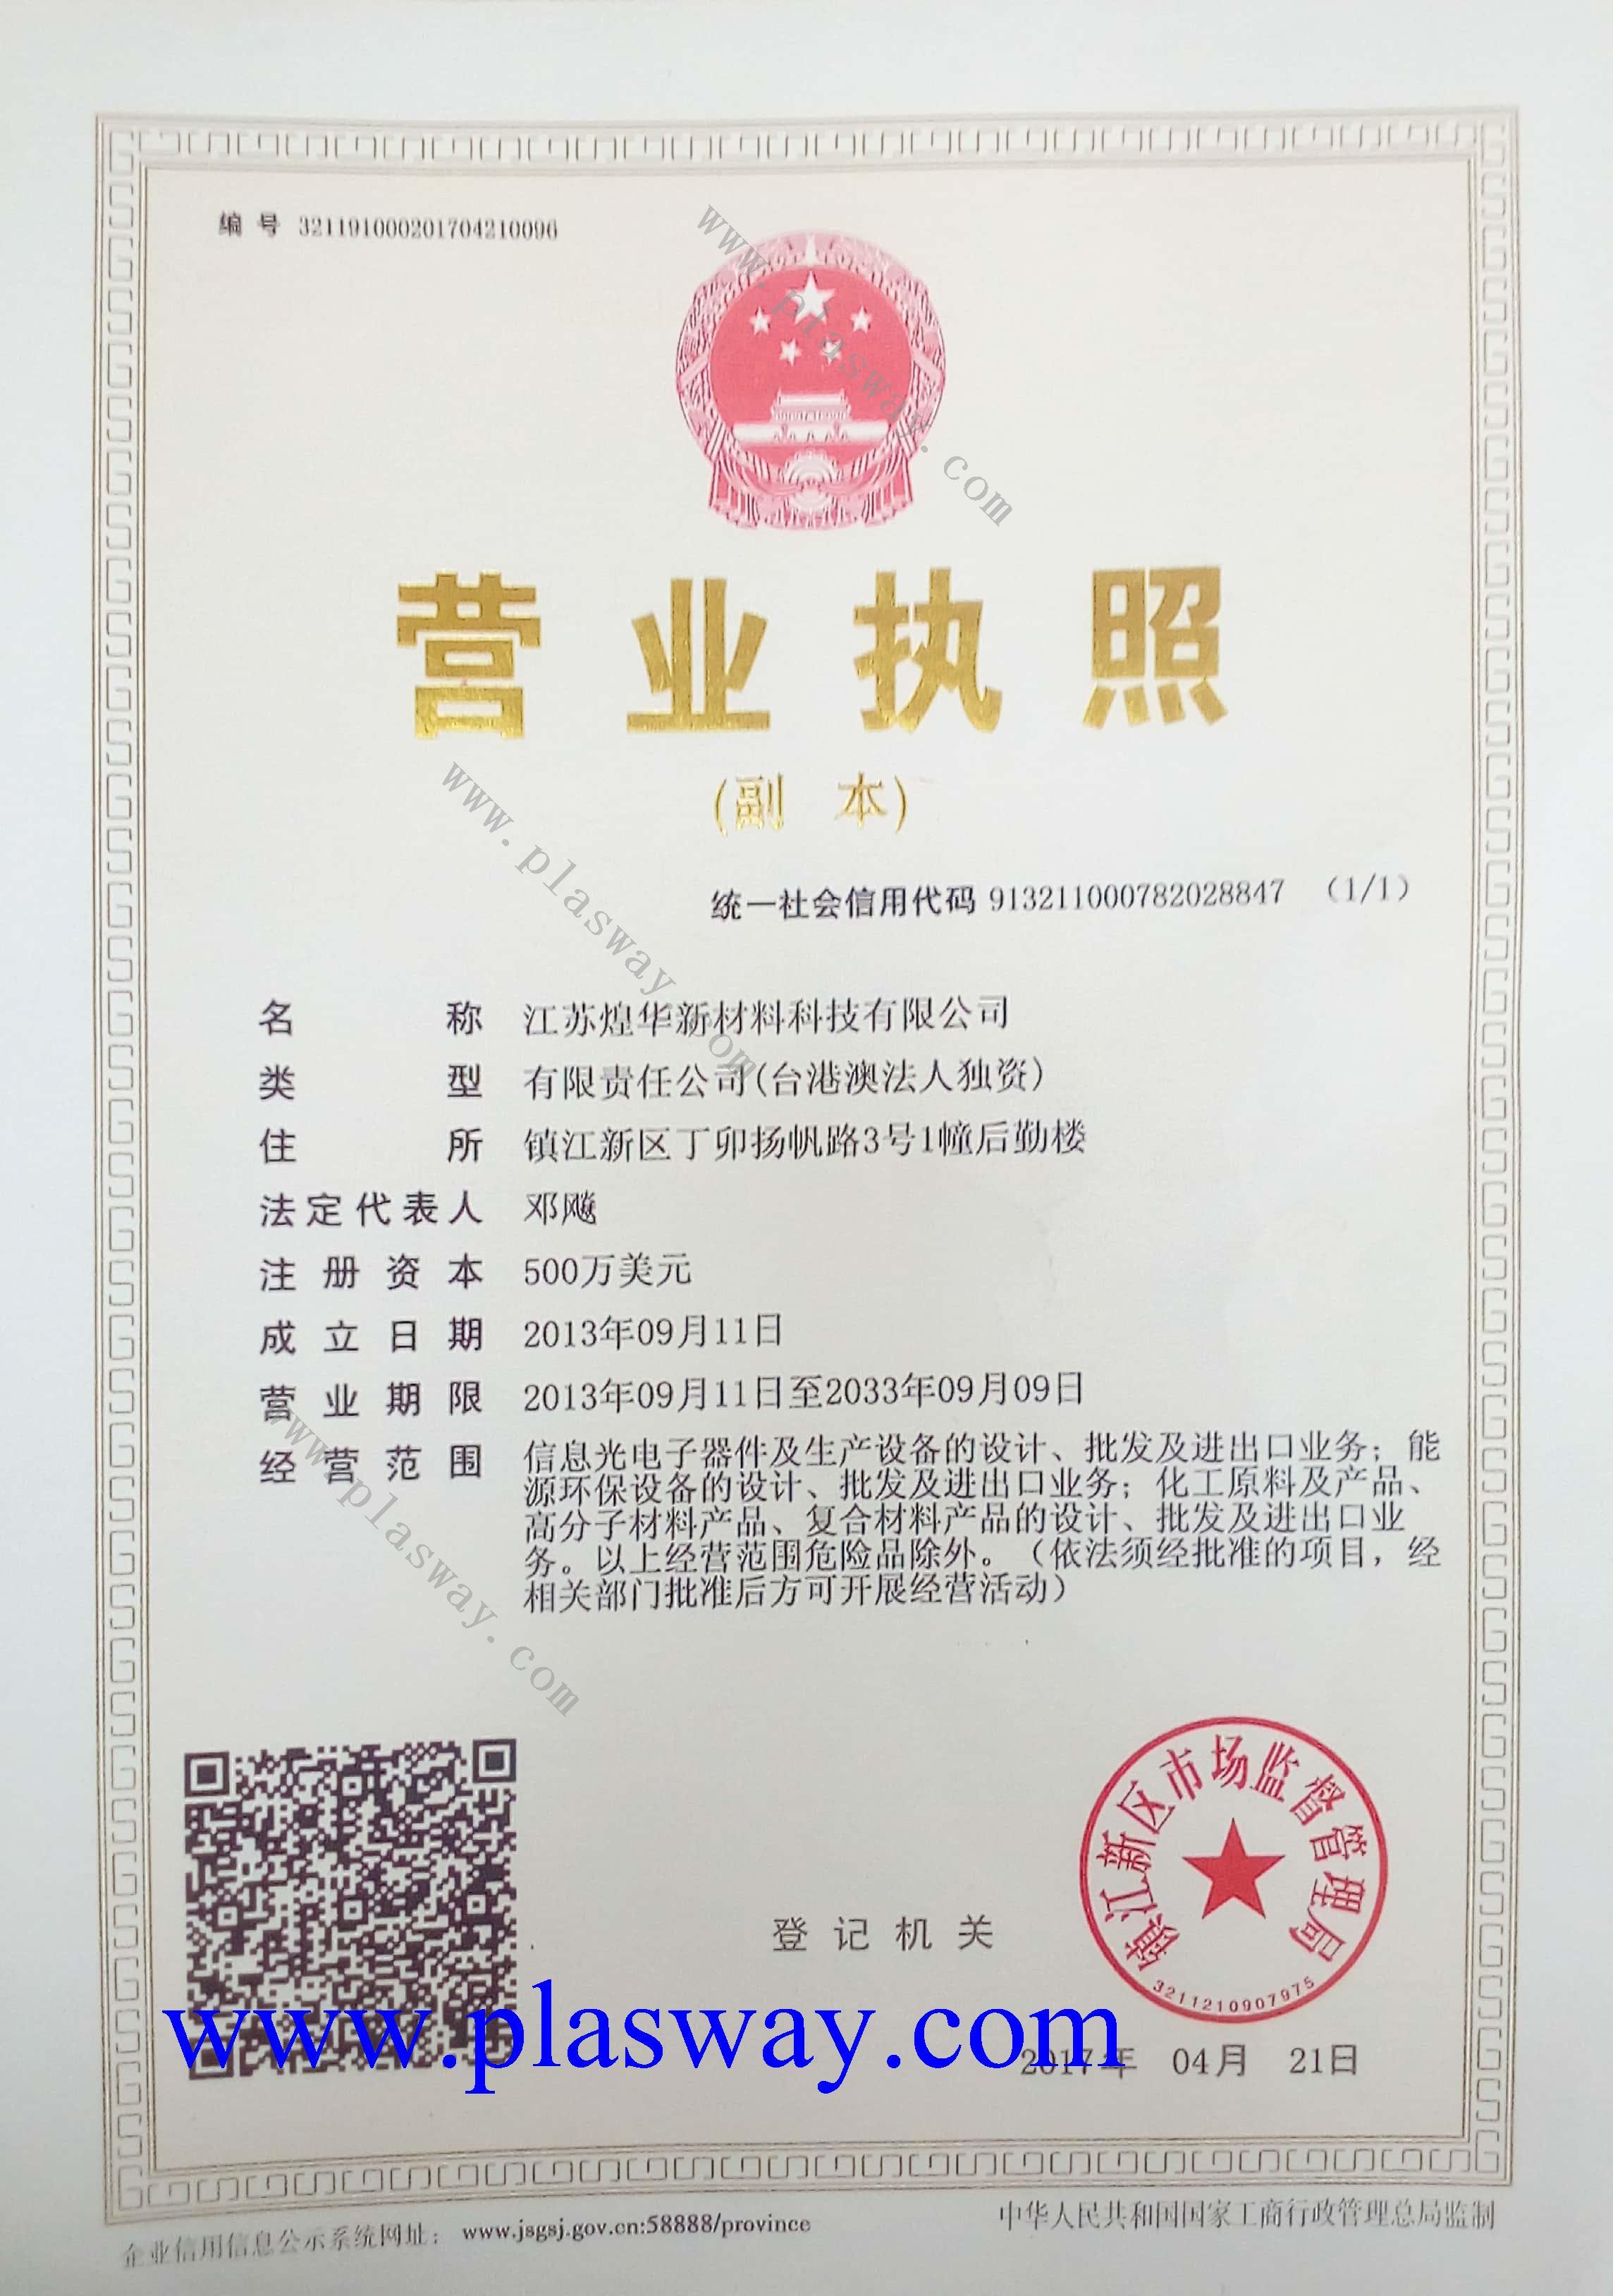 编号 321191000201704210096
www.plasway.com
营业执照
(副 本)
www.plasway.com
统一社会信用代码 913211000782028847 (1/1)
名称 江苏煌华新材料科技有限公司
类型 有限责任公司(台港澳法人独资)
住所 镇江新区丁卯扬帆路3号1幢后勤楼
法定代表人 邓飚
注册资本 500万美元
成立日期 2013年09月11日
营业期限 2013年09月11日至2033年09月09日
经营范围 信息光电子器件及生产设备的设计、批发及进出口业务；能
源环保设备的设计、批发及进出口业务；化工原料及产品、
高分子材料产品、复合材料产品的设计、批发及进出口业
务。以上经营范围危险品除外。（依法须经批准的项目，经
相关部门批准后方可开展经营活动）
www.plasway.com
镇江新区市场监督管理局
3211210907975
登记机关
www.plasway.com
2017年 04月 21日
企业信用信息公示系统网址： www.jsgsj.gov.cn:58888/province
中华人民共和国国家工商行政管理总局监制